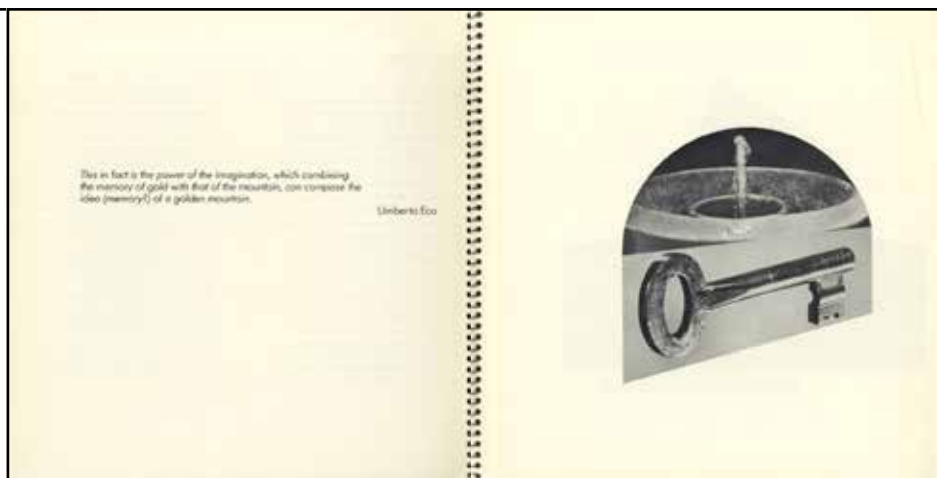 This in fact is the power of the imagination, which combining
the memory of gold with that of the mountain, can compose the
idea (memory?) of a golden mountain.
Umberto Eco